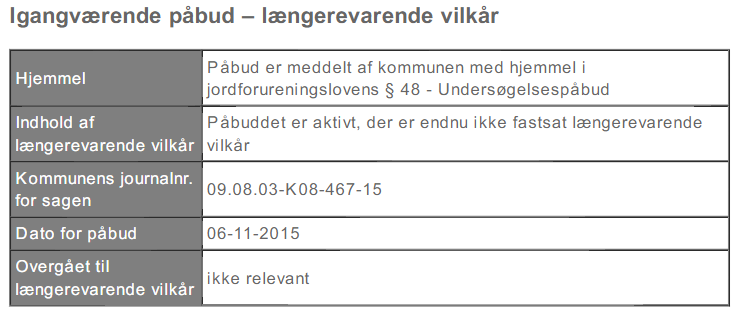 Igangværende påbud – længerevarende vilkår
Hjemmel
Påbud er meddelt af kommunen med hjemmel i
jordforureningslovens § 48 - Undersøgelsespåbud
Indhold af
længerevarende vilkår
Påbuddet er aktivt, der er endnu ikke fastsat længerevarende
vilkår
Kommunens journalnr.
for sagen
09.08.03-K08-467-15
Dato for påbud
06-11-2015
Overgået til
længerevarende vilkår
ikke relevant